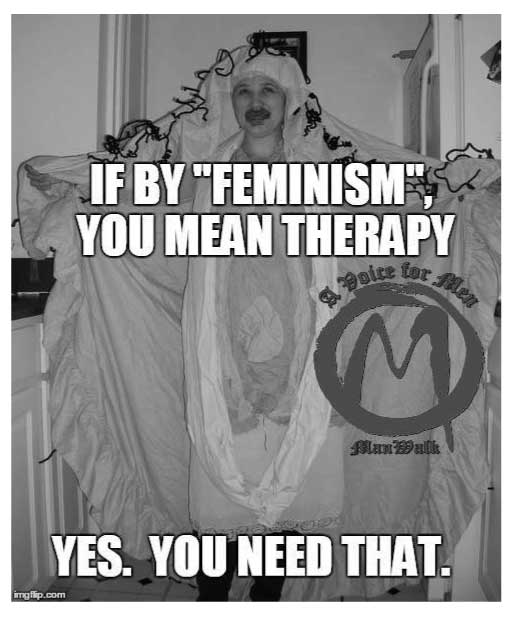 IF BY "FEMINISM",
YOU MEAN THERAPY
A Voice for Men
M
ManWalk
YES. YOU NEED THAT.
imgflip.com